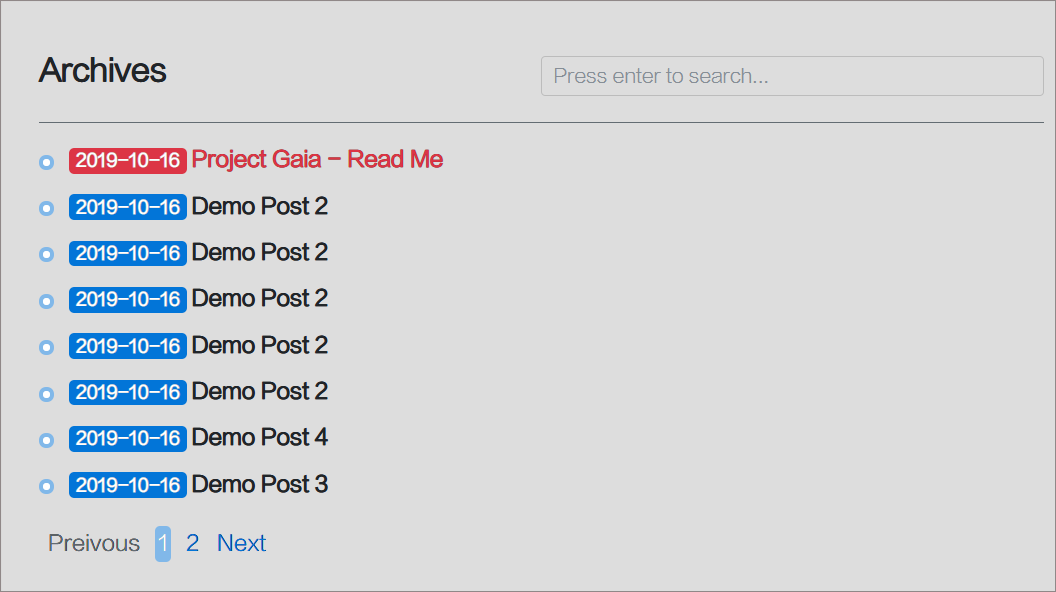 Archives
Press enter to search...
2019-10-16 Project Gaia - Read Me
2019-10-16 Demo Post 2
2019-10-16 Demo Post 2
2019-10-16 Demo Post 2
2019-10-16 Demo Post 2
2019-10-16 Demo Post 2
2019-10-16 Demo Post 4
2019-10-16 Demo Post 3
Preivous 1 2 Next